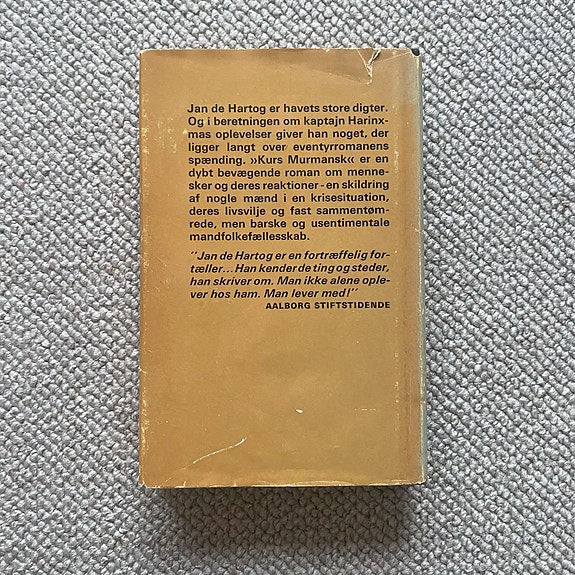 Jan de Hartog er havets store digter.
Og i beretningen om kaptajn Harinx-
mas oplevelser giver han noget, der
ligger langt over eventyrromanens
spænding. »Kurs Murmansk« er en
dybt bevægende roman om menne-
sker og deres reaktioner - en skildring
af nogle mænd i en krisesituation,
deres livsvilje og fast sammentøm-
rede, men barske og usentimentale
mandfolkefællesskab.
"Jan de Hartog er en fortræffelig for-
tæller... Han kender de ting og steder,
han skriver om. Man ikke alene ople-
ver hos ham. Man lever med!"
AALBORG STIFTSTIDENDE